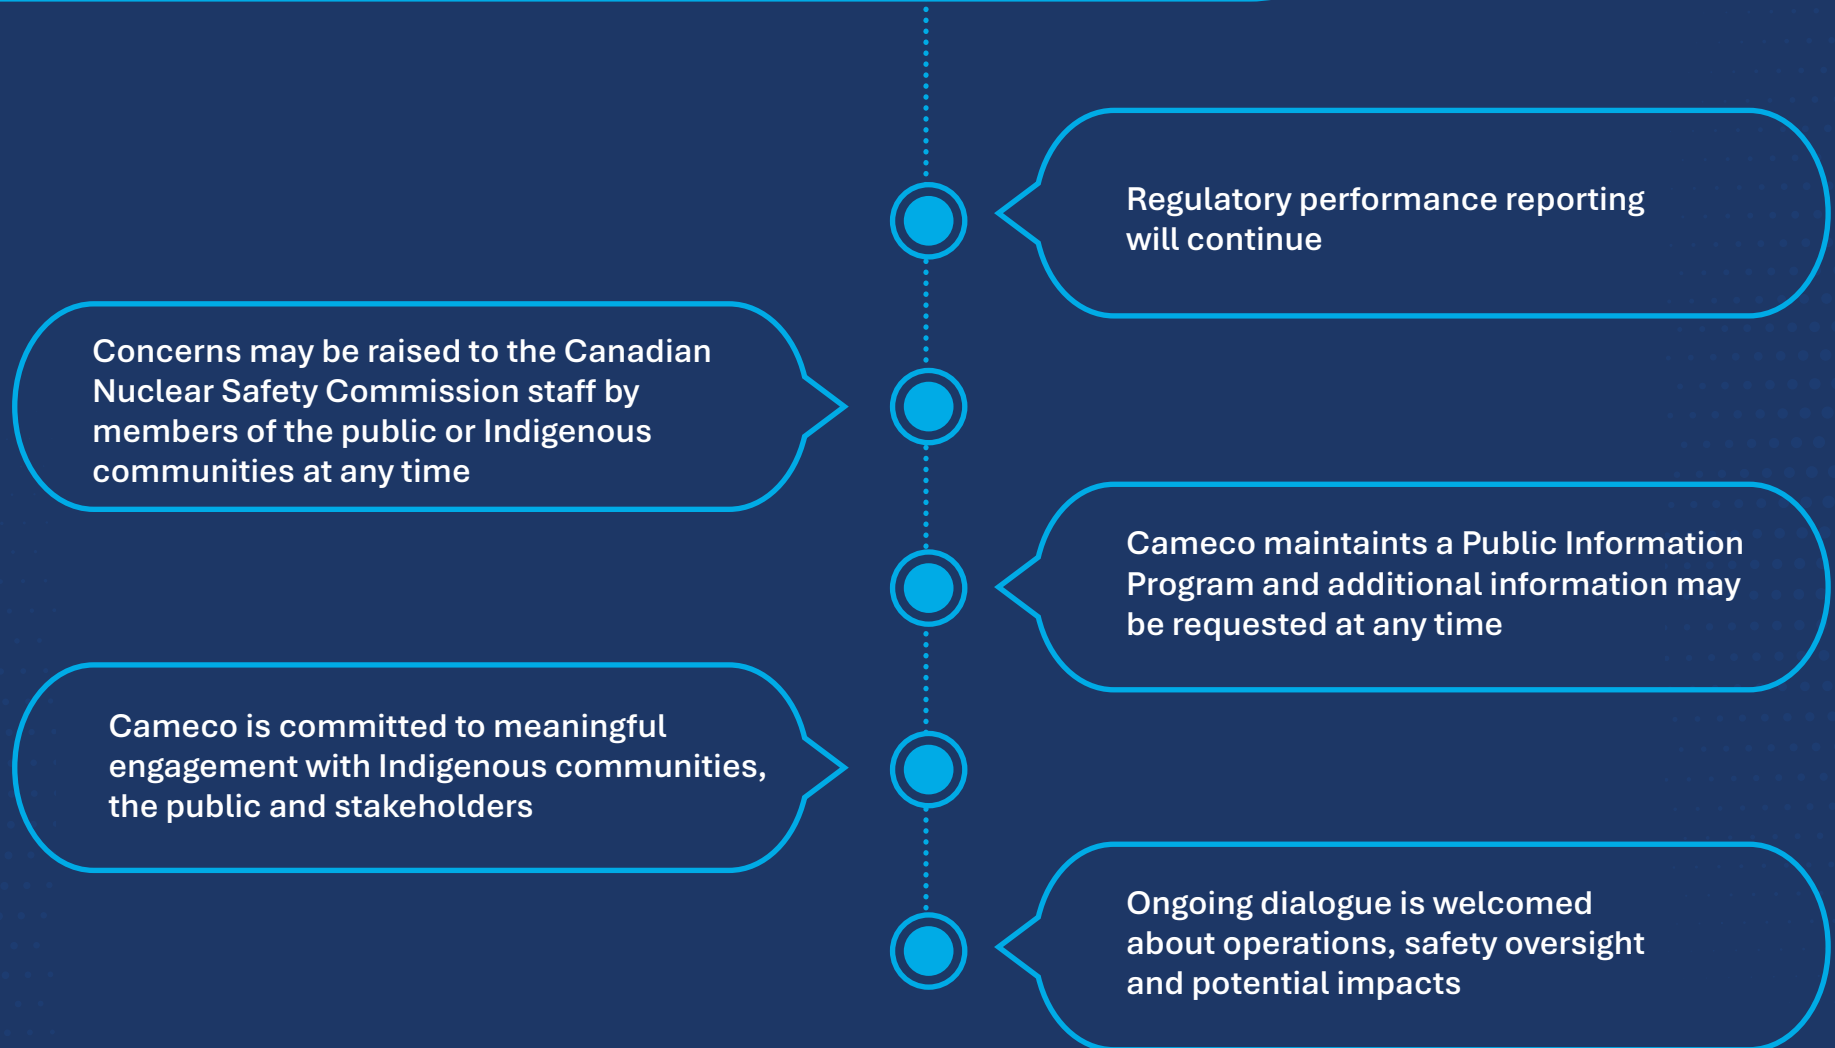 Regulatory performance reporting
will continue
Concerns may be raised to the Canadian
Nuclear Safety Commission staff by
members of the public or Indigenous
communities at any time
Cameco maintaints a Public Information
Program and additional information may
be requested at any time
Cameco is committed to meaningful
engagement with Indigenous communities,
the public and stakeholders
Ongoing dialogue is welcomed
about operations, safety oversight
and potential impacts